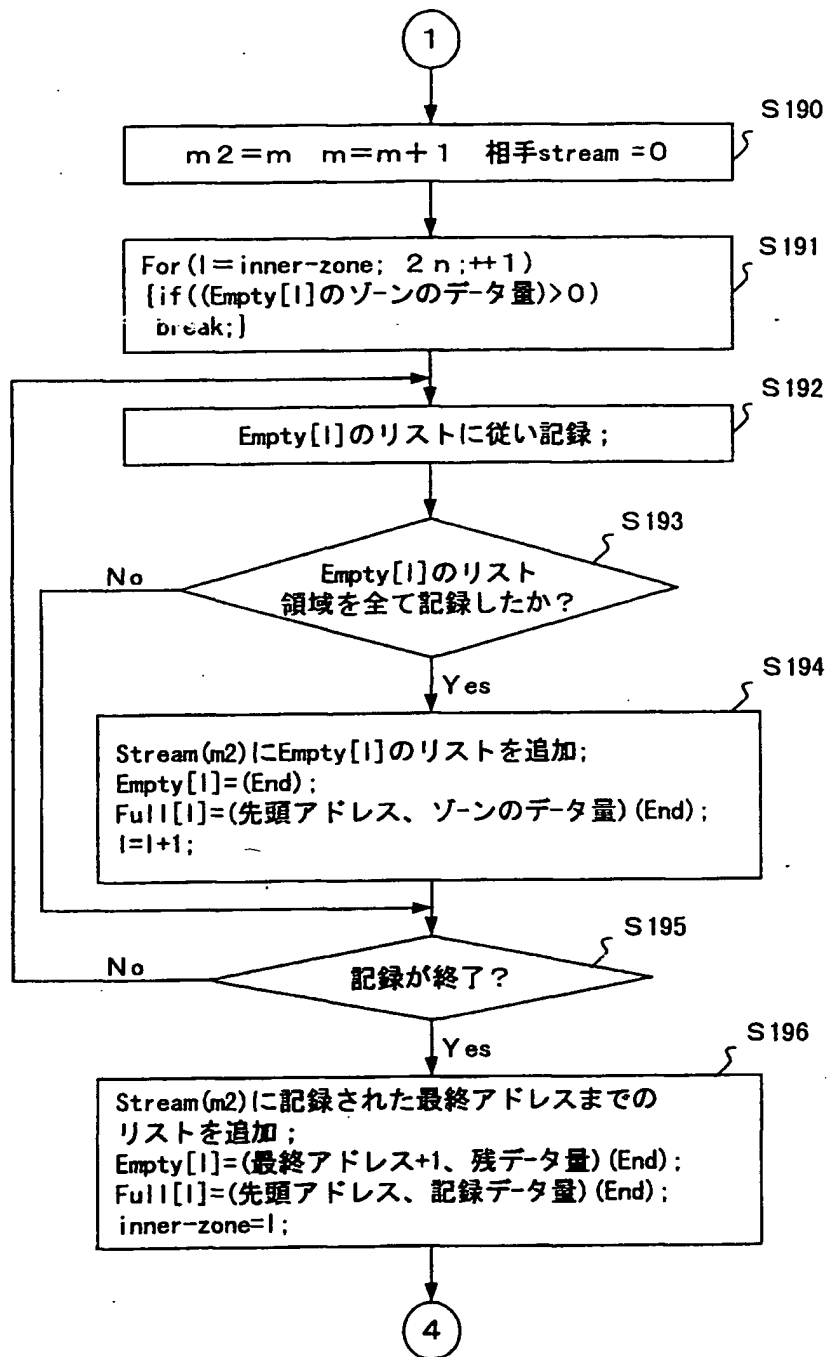 1
S190
m2=m m=m+1 相手stream =0
S191
For(l=inner-zone; 2n;++l)
{if((Empty[l]のゾーンのデータ量)>0)
break;}
S192
Empty[l]のリストに従い記録;
S193
No
Empty[l]のリスト
領域を全て記録したか?
Yes
S194
Stream(m2)にEmpty[l]のリストを追加;
Empty[l]=(End);
Full[l]=(先頭アドレス、ゾーンのデータ量)(End);
l=l+1;
S195
No
記録が終了?
Yes
S196
Stream(m2)に記録された最終アドレスまでの
リストを追加;
Empty[l]=(最終アドレス+1、残データ量)(End);
Full[l]=(先頭アドレス、記録データ量)(End);
inner-zone=l;
4